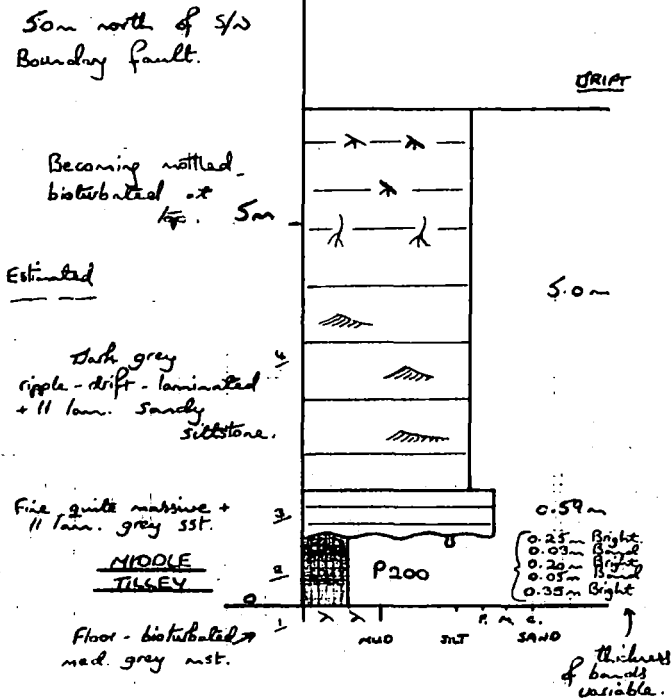 50m north of S/N
Boundary fault.
DRIFT
Becoming mottled
bioturbated at
top.
5m
Estimated
5.0m
4
Dark grey
ripple-drift-laminated
+ // lam. sandy
siltstone.
Fine quite massive +
// lam. grey sst.
3
0.59m
MIDDLE
TILLEY
2
P200
0.25m Bright
0.03m Band
0.20m Bright
0.05m Band
0.35m Bright
0
1
Floor - bioturbated
med. grey mst.
MUD
SILT
F. M. C.
SAND
thickness
of bands
variable.